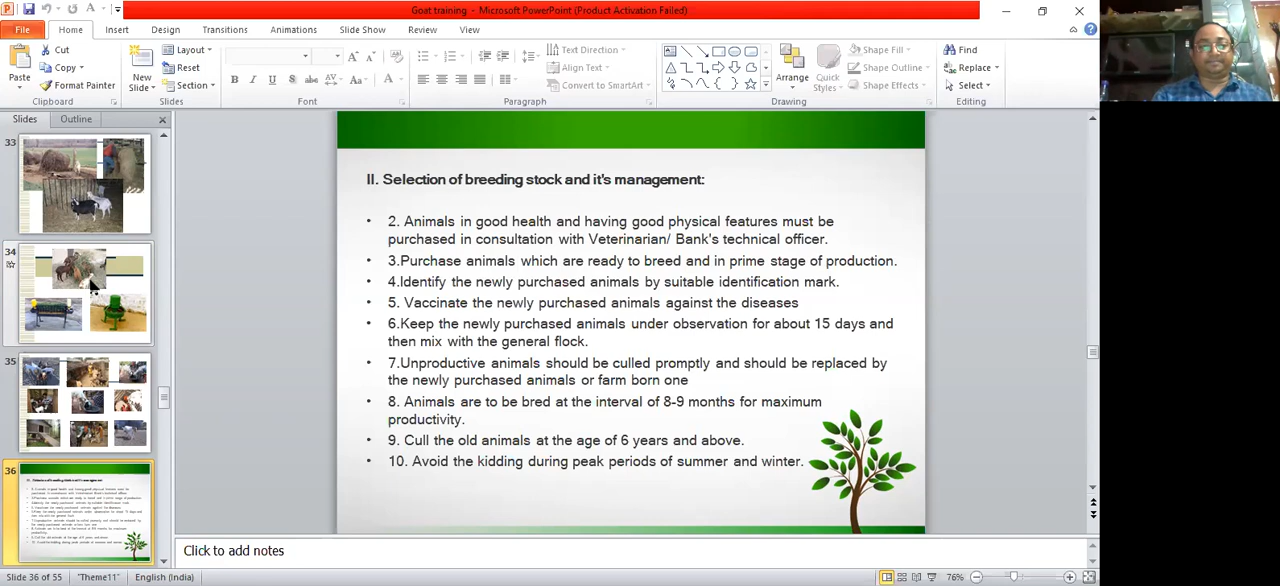 Goat training - Microsoft PowerPoint (Product Activation Failed)
File Home Insert Design Transitions Animations Slide Show Review View
Paste
Cut
Copy
Format Painter
Clipboard
New
Slide
Layout
Reset
Section
Slides
B I U S abc AV Aa A
Font
Text Direction
Align Text
Convert to SmartArt
Paragraph
Arrange
Quick
Styles
Shape Fill
Shape Outline
Shape Effects
Drawing
Find
Replace
Select
Editing
Slides Outline
33
34
35
36
II. Selection of breeding stock and it's management:
• 2. Animals in good health and having good physical features must be
purchased in consultation with Veterinarian/ Bank's technical officer.
• 3.Purchase animals which are ready to breed and in prime stage of production.
• 4.Identify the newly purchased animals by suitable identification mark.
• 5. Vaccinate the newly purchased animals against the diseases
• 6.Keep the newly purchased animals under observation for about 15 days and
then mix with the general flock.
• 7.Unproductive animals should be culled promptly and should be replaced by
the newly purchased animals or farm born one
• 8. Animals are to be bred at the interval of 8-9 months for maximum
productivity.
• 9. Cull the old animals at the age of 6 years and above.
• 10. Avoid the kidding during peak periods of summer and winter.
Click to add notes
Slide 36 of 55 "Theme11" English (India) 76%